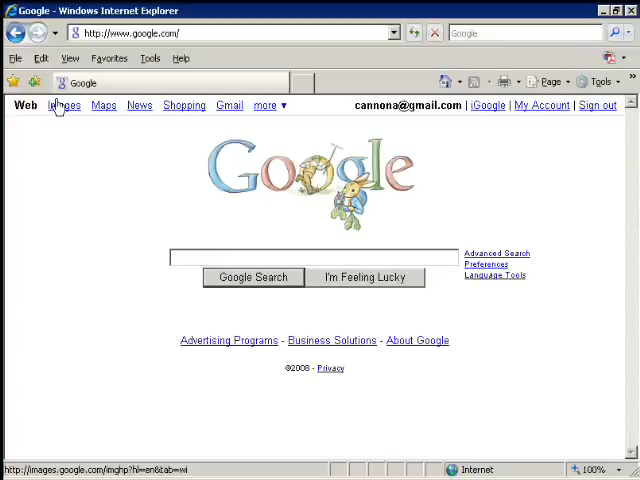 Google - Windows Internet Explorer
http://www.google.com/
Google
File Edit View Favorites Tools Help
Google
Page Tools
Web Images Maps News Shopping Gmail more cannona@gmail.com | iGoogle | My Account | Sign out
Google
Advanced Search
Preferences
Language Tools
Google Search I'm Feeling Lucky
Advertising Programs - Business Solutions - About Google
©2008 - Privacy
http://images.google.com/imghp?hl=en&tab=wi Internet 100%